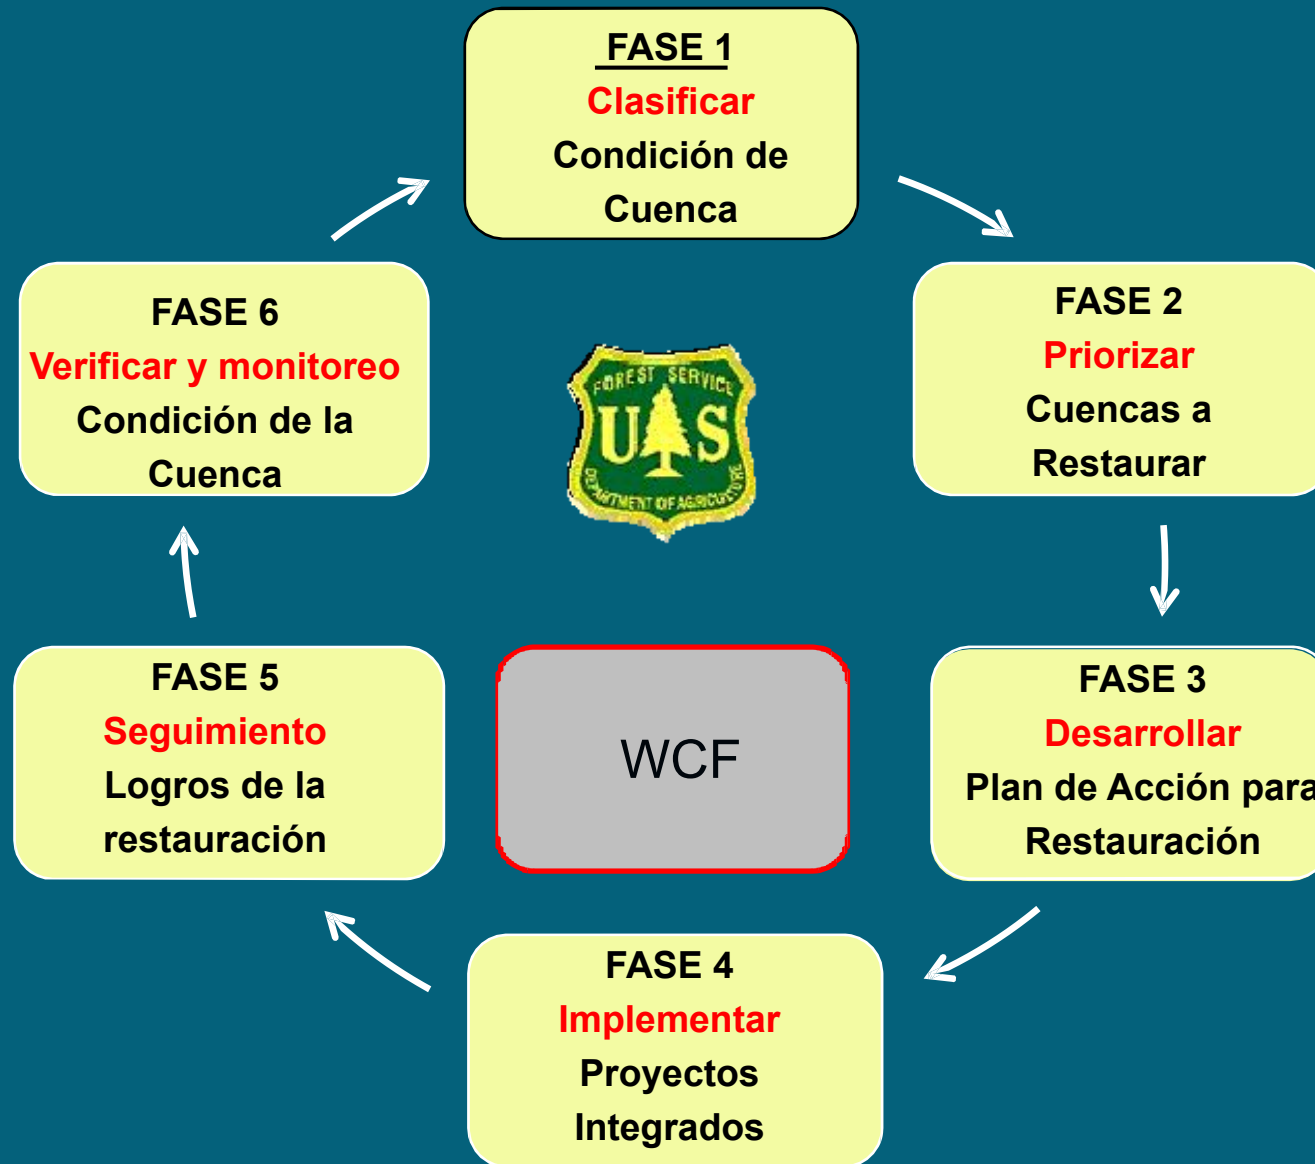 FASE 1
Clasificar
Condición de
Cuenca
FASE 2
Priorizar
Cuencas a
Restaurar
FASE 3
Desarrollar
Plan de Acción para
Restauración
FASE 4
Implementar
Proyectos
Integrados
FASE 5
Seguimiento
Logros de la
restauración
FASE 6
Verificar y monitoreo
Condición de la
Cuenca
FOREST SERVICE
U S
DEPARTMENT OF AGRICULTURE
WCF